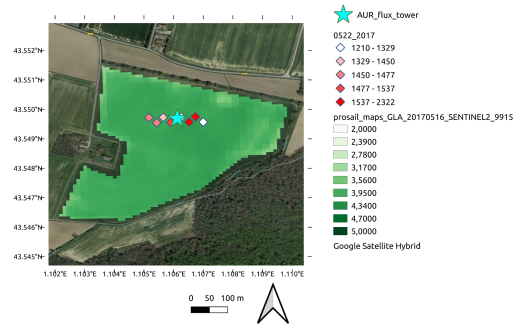 AUR_flux_tower
0522_2017
1210 - 1329
1329 - 1450
1450 - 1477
1477 - 1537
1537 - 2322
prosail_maps_GLA_20170516_SENTINEL2_9915
2,0000
2,3900
2,7800
3,1700
3,5600
3,9500
4,3400
4,7000
5,0000
Google Satellite Hybrid
43.552°N
43.551°N
43.550°N
43.549°N
43.548°N
43.547°N
43.546°N
43.545°N
1.102°E 1.103°E 1.104°E 1.105°E 1.106°E 1.107°E 1.108°E 1.109°E 1.110°E
0 50 100 m